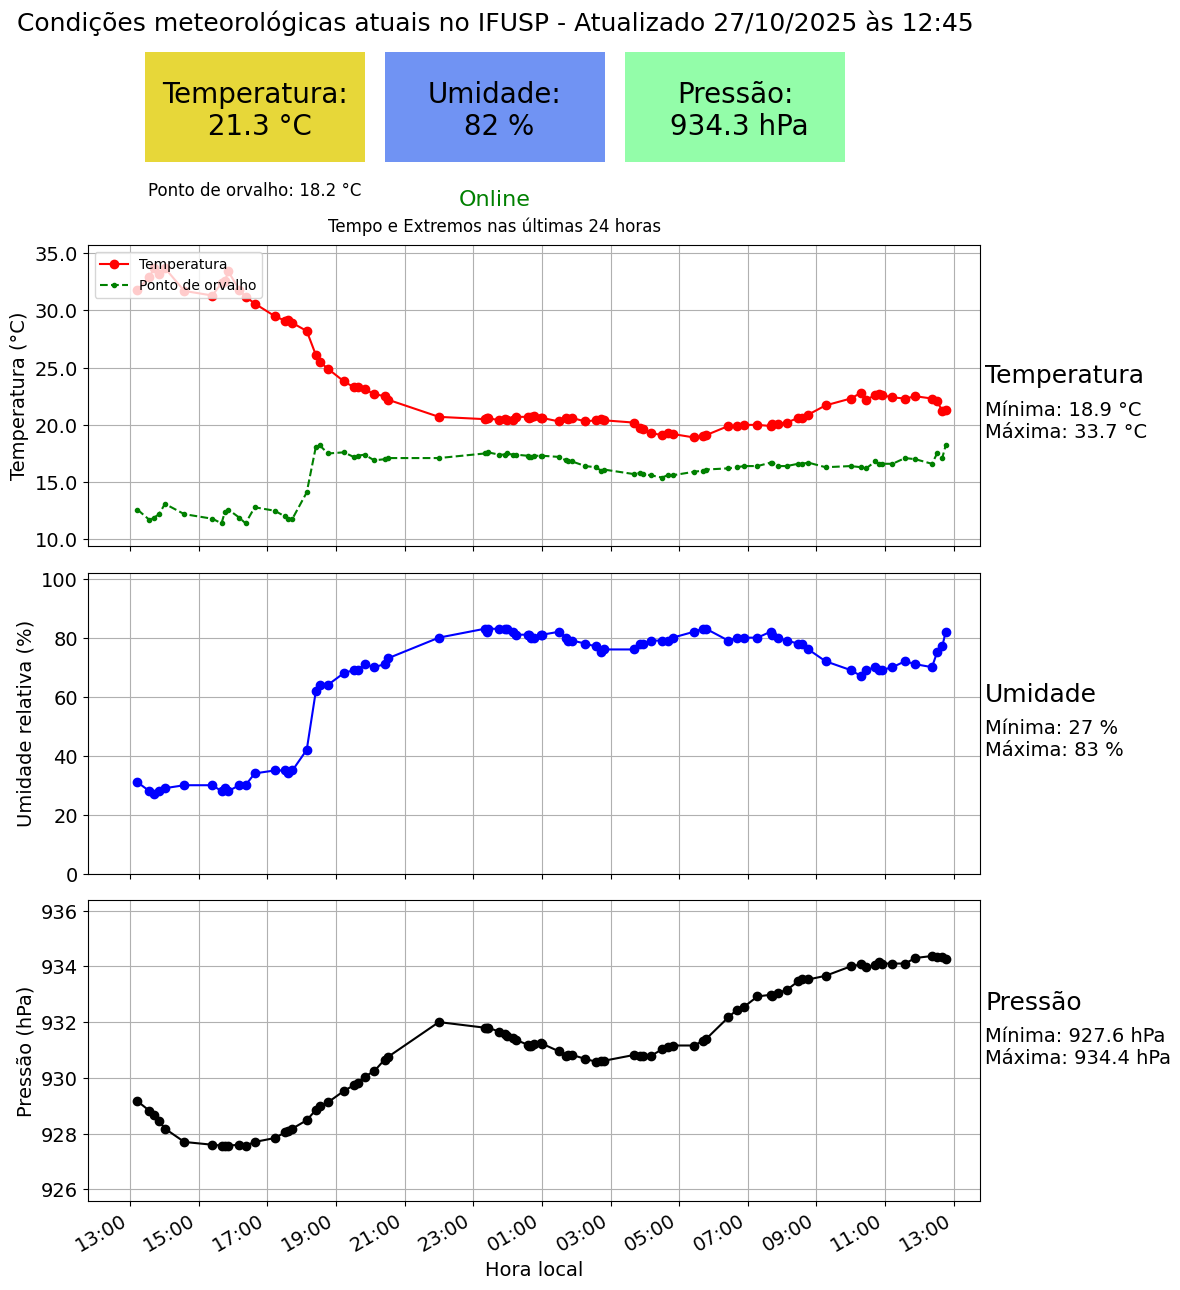 Condições meteorológicas atuais no IFUSP - Atualizado 27/10/2025 às 12:45
Temperatura:
21.3 °C
Umidade:
82 %
Pressão:
934.3 hPa
Ponto de orvalho: 18.2 °C
Online
Tempo e Extremos nas últimas 24 horas
Temperatura (°C)
35.0
30.0
25.0
20.0
15.0
10.0
Temperatura
Ponto de orvalho
Temperatura
Mínima: 18.9 °C
Máxima: 33.7 °C
Umidade relativa (%)
100
80
60
40
20
0
Umidade
Mínima: 27 %
Máxima: 83 %
Pressão (hPa)
936
934
932
930
928
926
Pressão
Mínima: 927.6 hPa
Máxima: 934.4 hPa
13:00
15:00
17:00
19:00
21:00
23:00
01:00
03:00
05:00
07:00
09:00
11:00
13:00
Hora local